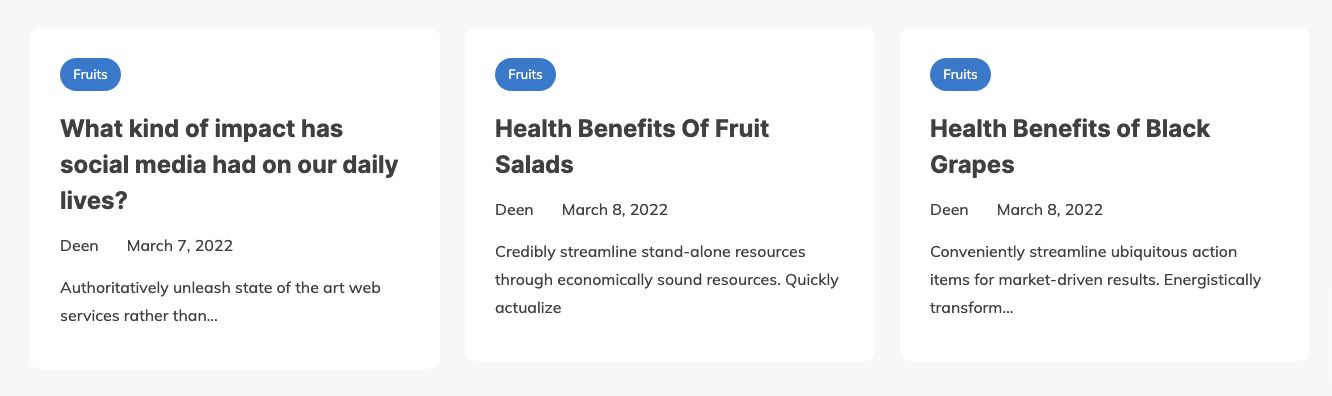 Fruits
What kind of impact has
social media had on our daily
lives?
Deen March 7, 2022
Authoritatively unleash state of the art web
services rather than...
Fruits
Health Benefits Of Fruit
Salads
Deen March 8, 2022
Credibly streamline stand-alone resources
through economically sound resources. Quickly
actualize
Fruits
Health Benefits of Black
Grapes
Deen March 8, 2022
Conveniently streamline ubiquitous action
items for market-driven results. Energistically
transform...